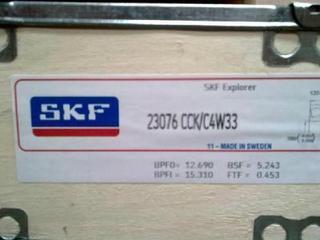 SKF Explorer
SKF
23076 CCK/C4W33
11 – MADE IN SWEDEN
BPFO= 12.690 BSF = 5.243
BPFI = 15.310 FTF = 0.453